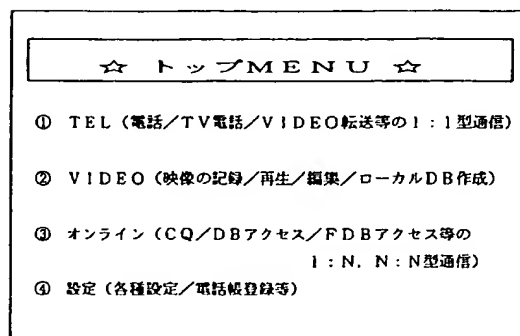 ☆ トップMENU ☆
① TEL（電話／TV電話／VIDEO転送等の1：1型通信）
② VIDEO（映像の記録／再生／編集／ローカルDB作成）
③ オンライン（CQ／DBアクセス／FDBアクセス等の
1：N，N：N型通信）
④ 設定（各種設定／電話帳登録等）